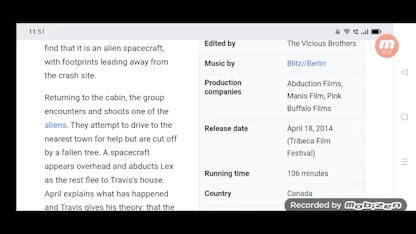 11:51
find that it is an alien spacecraft,
with footprints leading away from
the crash site.
Returning to the cabin, the group
encounters and shoots one of the
aliens. They attempt to drive to the
nearest town for help but are cut off
by a fallen tree. A spacecraft
appears overhead and abducts Lex
as the rest flee to Travis's house.
April explains what has happened
and Travis gives his theory: that the
Edited by The Vicious Brothers
Music by Blitz//Berlin
Production companies Abduction Films,
Manis Film, Pink
Buffalo Films
Release date April 18, 2014
(Tribeca Film
Festival)
Running time 106 minutes
Country Canada
Recorded by Mobizen